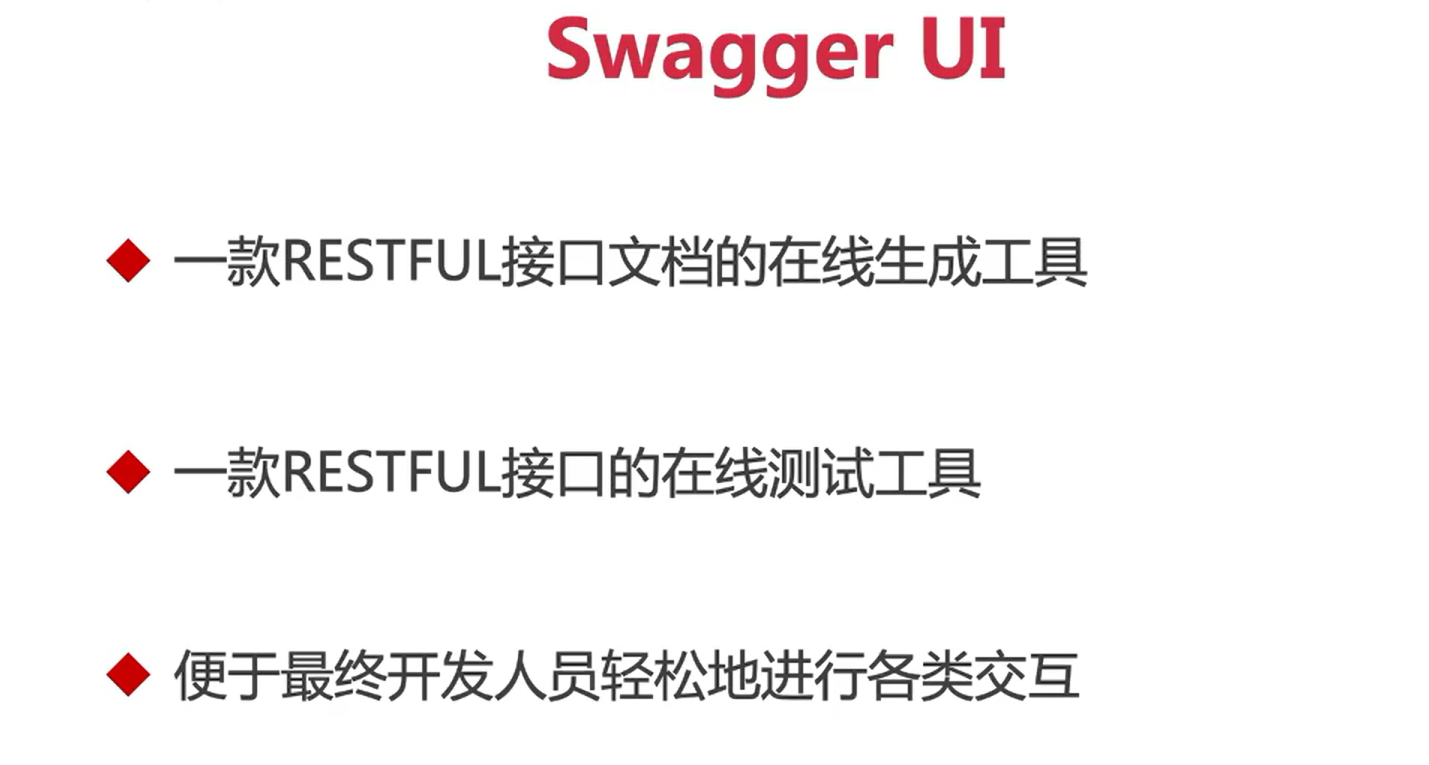 Swagger UI
一款RESTFUL接口文档的在线生成工具
一款RESTFUL接口的在线测试工具
便于最终开发人员轻松地进行各类交互